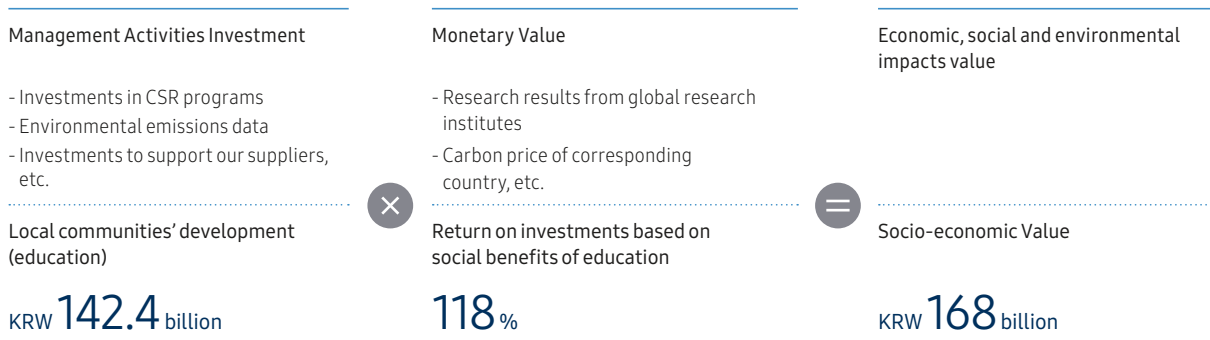 Management Activities Investment
- Investments in CSR programs
- Environmental emissions data
- Investments to support our suppliers,
etc.
Local communities’ development
(education)
KRW 142.4 billion
×
Monetary Value
- Research results from global research
institutes
- Carbon price of corresponding
country, etc.
Return on investments based on
social benefits of education
118 %
=
Economic, social and environmental
impacts value
Socio-economic Value
KRW 168 billion